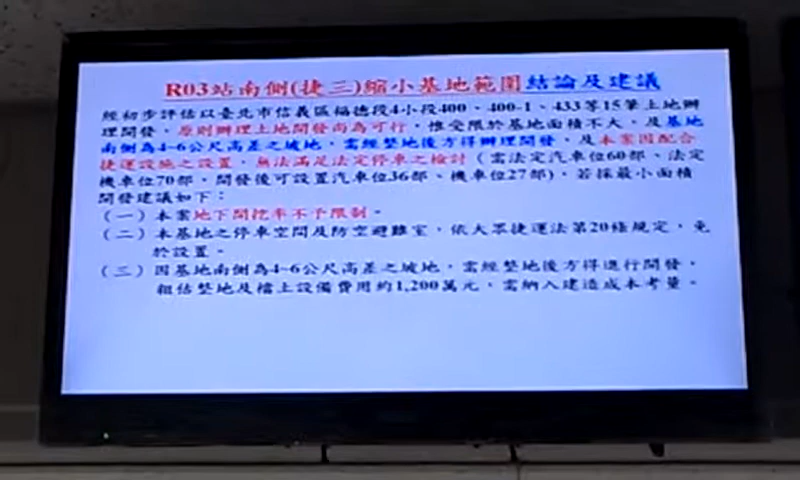 R03站南側(捷三)縮小基地範圍結論及建議
經初步評估以臺北市信義區福德段4小段400、400-1、433等15筆土地辦
理開發，原則辦理土地開發尚為可行，惟受限於基地面積不大，及基地
南側為4~6公尺高差之坡地，需經整地後方得辦理開發，及本案因配合
捷運設施之設置，無法滿足法定停車之檢討（需法定汽車位60部、法定
機車位70部，開發後可設置汽車位36部、機車位27部)，若採最小面積
開發建議如下：
（一）本案地下開挖率不予限制。
（二）本基地之停車空間及防空避難室，依大眾捷運法第20條規定，免
於設置。
（三）因基地南側為4~6公尺高差之坡地，需經整地後方得進行開發，
粗估整地及擋土設備費用約1,200萬元，需納入建造成本考量。